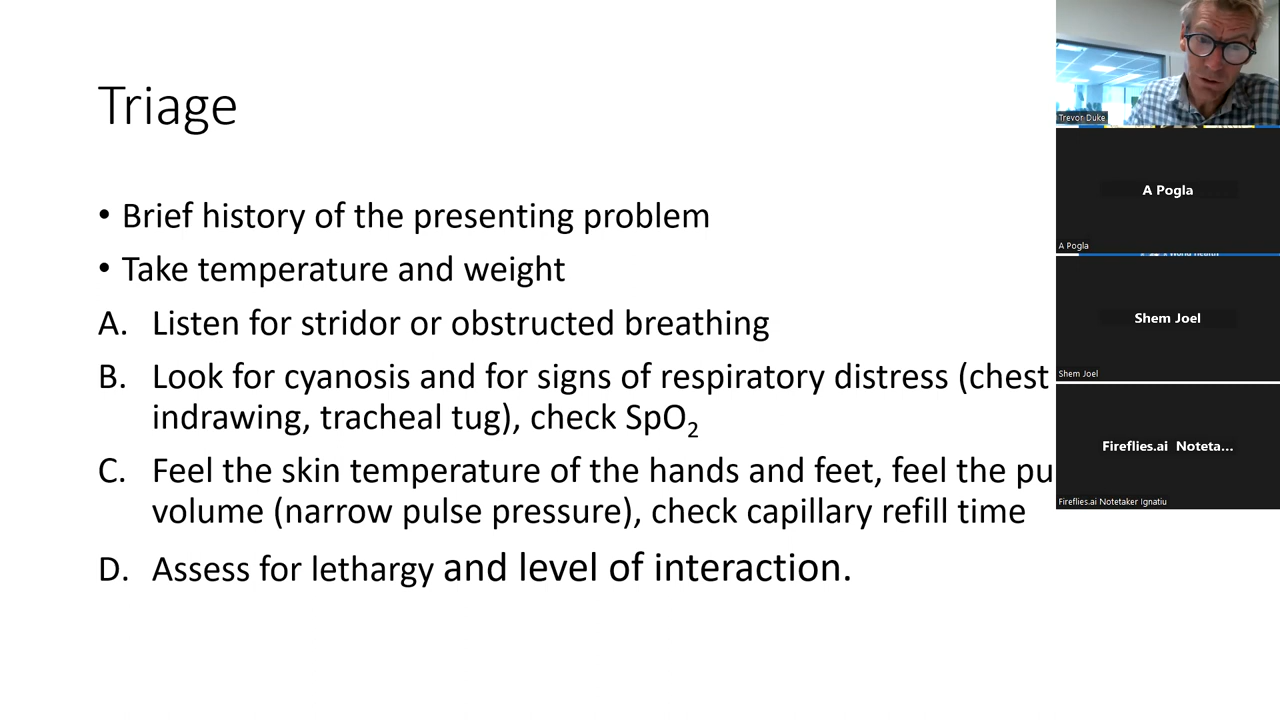 Triage
• Brief history of the presenting problem
• Take temperature and weight
A. Listen for stridor or obstructed breathing
B. Look for cyanosis and for signs of respiratory distress (chest
indrawing, tracheal tug), check SpO2
C. Feel the skin temperature of the hands and feet, feel the
volume (narrow pulse pressure), check capillary refill time
D. Assess for lethargy and level of interaction.
Trevor Duke
A Pogla
A Pogla
Shem Joel
Shem Joel
Fireflies.ai Noteta...
Fireflies.ai Notetaker Ignatiu